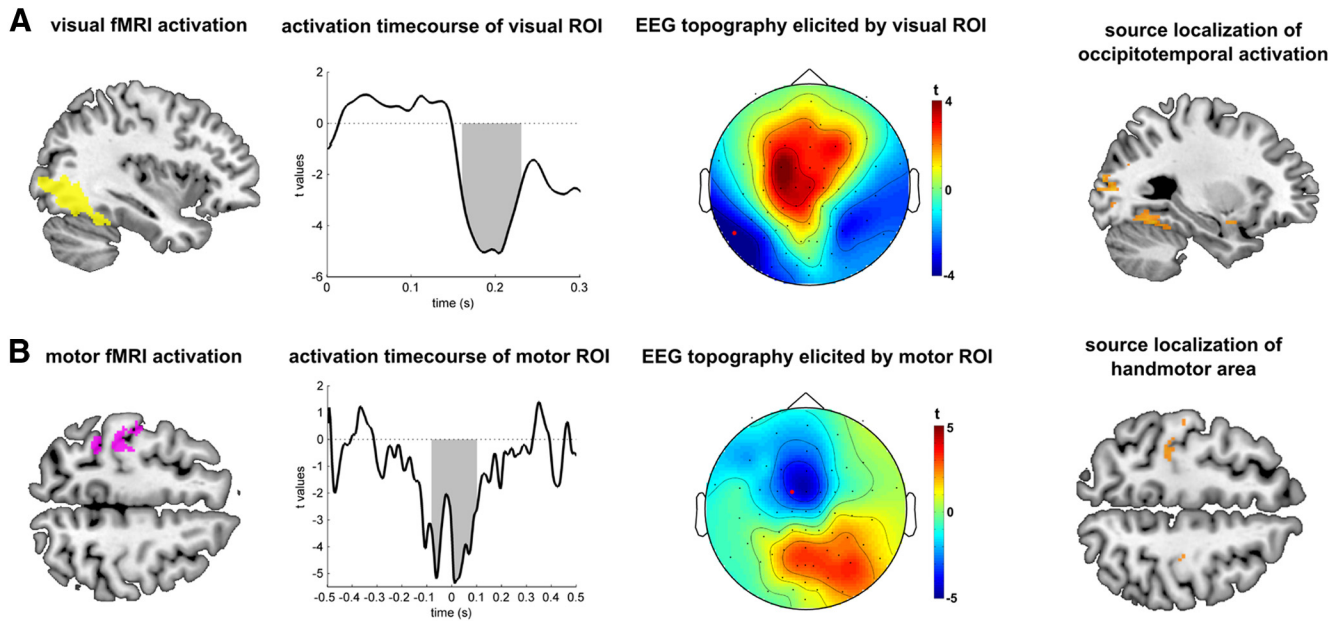 A
visual fMRI activation
activation timecourse of visual ROI
EEG topography elicited by visual ROI
source localization of
occipitotemporal activation
2
0
-2
-4
-6
t values
0
0.1
0.2
0.3
time (s)
t
4
0
-4
B
motor fMRI activation
activation timecourse of motor ROI
EEG topography elicited by motor ROI
source localization of
handmotor area
2
1
0
-1
-2
-3
-4
-5
t values
-0.5 -0.4 -0.3 -0.2 -0.1 0 0.1 0.2 0.3 0.4 0.5
time (s)
t
5
0
-5